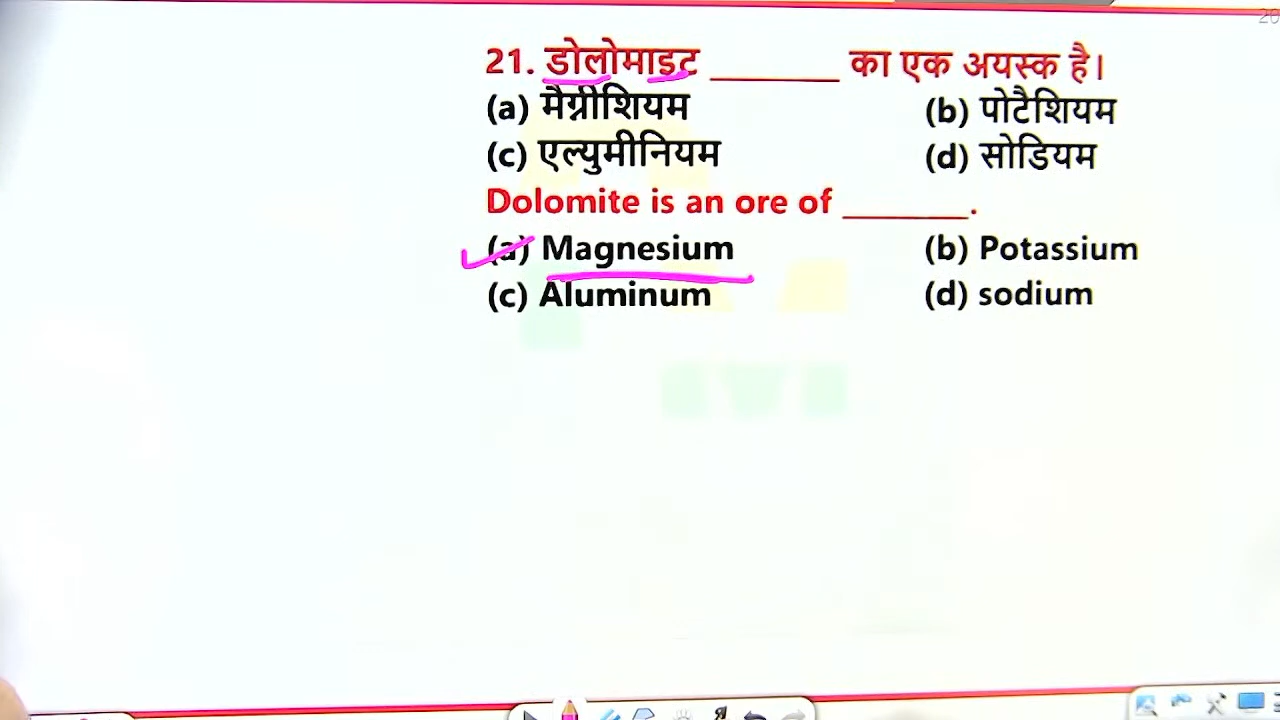 21. डोलोमाइट ________ का एक अयस्क है।
(a) मैग्नीशियम (b) पोटैशियम
(c) एल्युमीनियम (d) सोडियम
Dolomite is an ore of ________.
(a) Magnesium (b) Potassium
(c) Aluminum (d) sodium